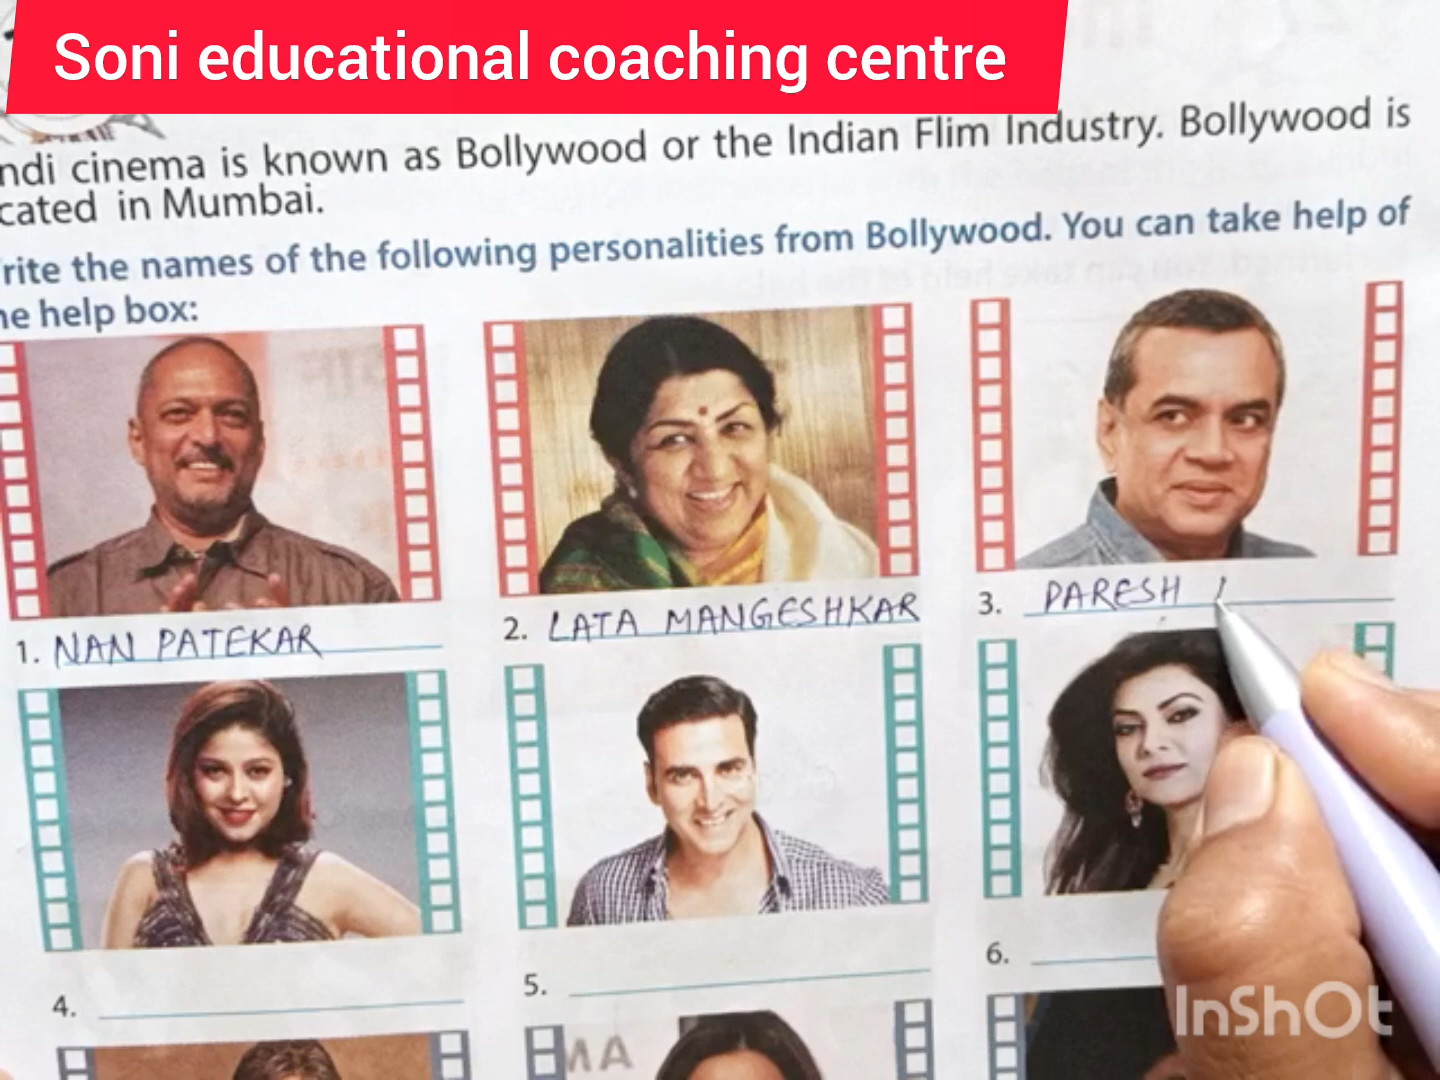 Soni educational coaching centre
ndi cinema is known as Bollywood or the Indian Flim Industry. Bollywood is
cated in Mumbai.
rite the names of the following personalities from Bollywood. You can take help of
he help box:
1. NAN PATEKAR
2. LATA MANGESHKAR
3. PARESH
4.
5.
6.
InShOt